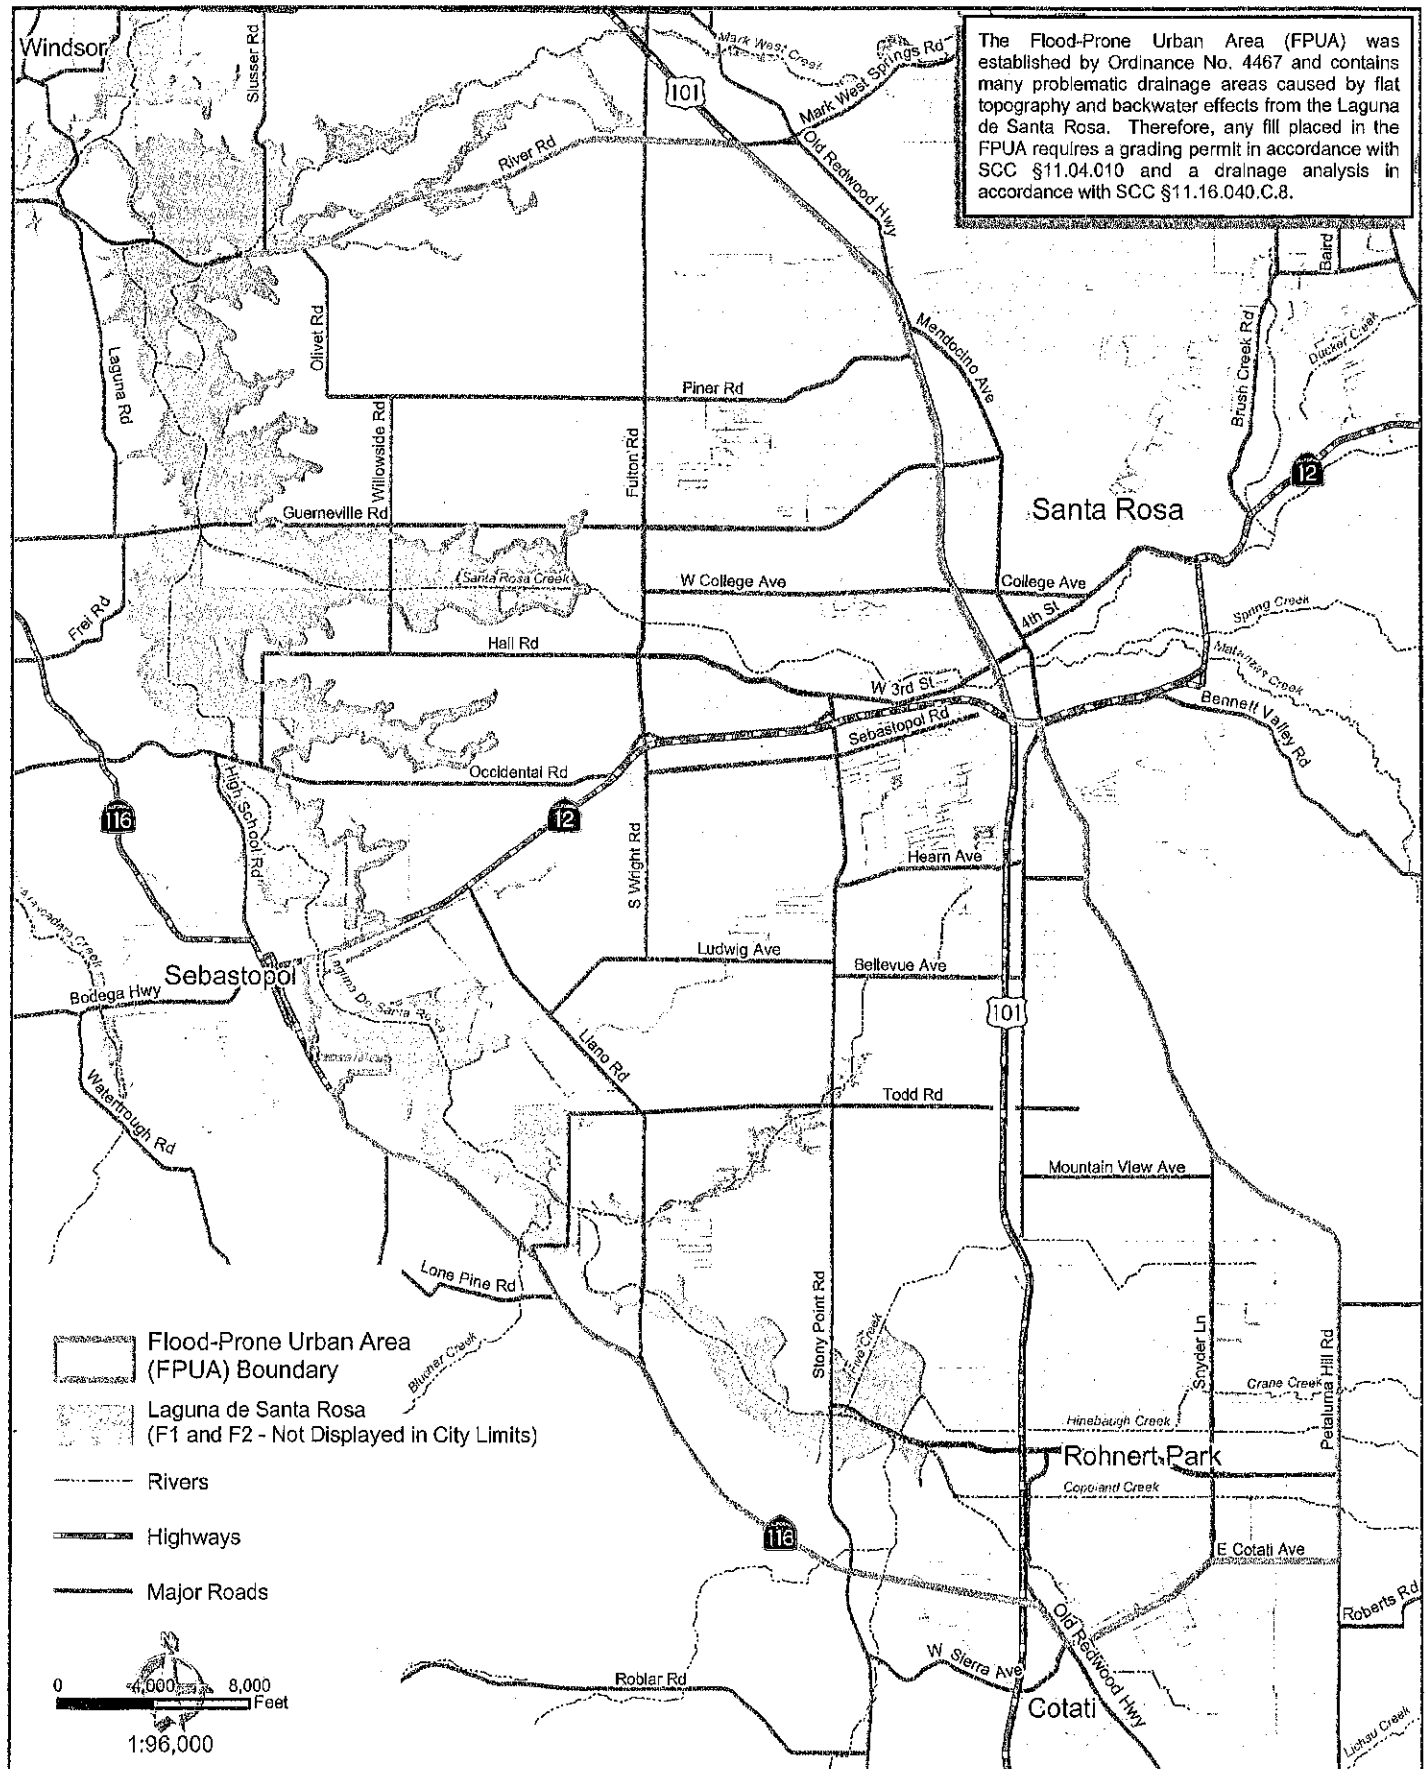 The Flood-Prone Urban Area (FPUA) was
established by Ordinance No. 4467 and contains
many problematic drainage areas caused by flat
topography and backwater effects from the Laguna
de Santa Rosa. Therefore, any fill placed in the
FPUA requires a grading permit in accordance with
SCC §11.04.010 and a drainage analysis in
accordance with SCC §11.16.040.C.8.
Windsor
Slusser Rd
Mark West Creek
Mark West Springs Rd
101
River Rd
Old Redwood Hwy
Baird
Brush Creek Rd
Ducker Creek
Olivet Rd
Laguna Rd
Mendocino Ave
Piner Rd
Willowside Rd
Fulton Rd
12
Guerneville Rd
Santa Rosa
Santa Rosa Creek
W College Ave
College Ave
4th St
Spring Creek
Frei Rd
Hall Rd
Matanzas Creek
W 3rd St
Bennett Valley Rd
Sebastopol Rd
Occidental Rd
High School Rd
116
12
Hearn Ave
S Wright Rd
Atascadero Creek
Ludwig Ave
Bellevue Ave
Sebastopol
Bodega Hwy
Laguna De Santa Rosa
101
Llano Rd
Todd Rd
Watertrough Rd
Mountain View Ave
Lone Pine Rd
Stony Point Rd
Snyder Ln
Petaluma Hill Rd
Five Creek
Blucher Creek
Crane Creek
Hinebaugh Creek
Rohnert Park
Copeland Creek
116
E Cotati Ave
Roberts Rd
Old Redwood Hwy
W Sierra Ave
Roblar Rd
Cotati
Lichau Creek
Flood-Prone Urban Area
(FPUA) Boundary
Laguna de Santa Rosa
(F1 and F2 - Not Displayed in City Limits)
Rivers
Highways
Major Roads
N
0 4,000 8,000
Feet
1:96,000